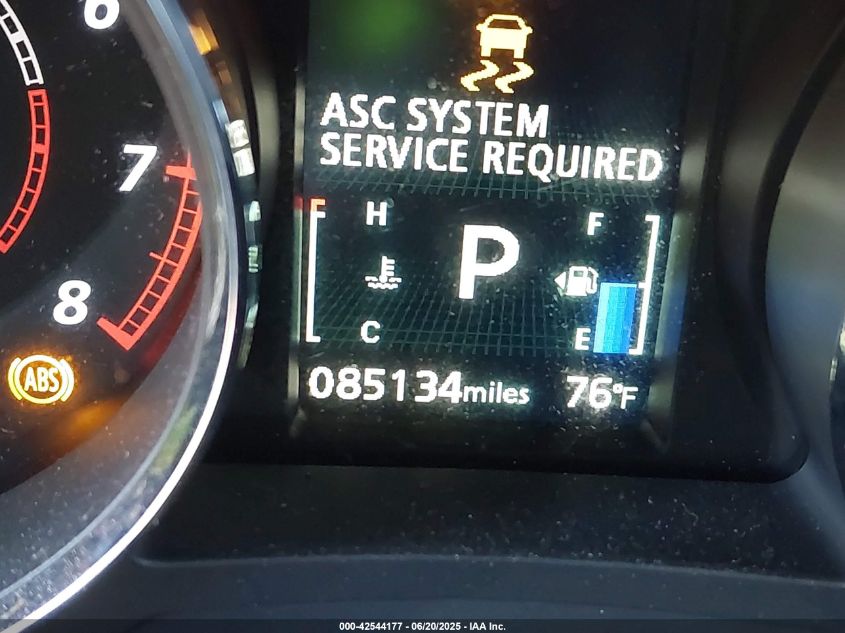 6
7
8
ABS
ASC SYSTEM
SERVICE REQUIRED
H F
P
C E
085134miles 76°F
000-42544177 - 06/20/2025 - IAA Inc.